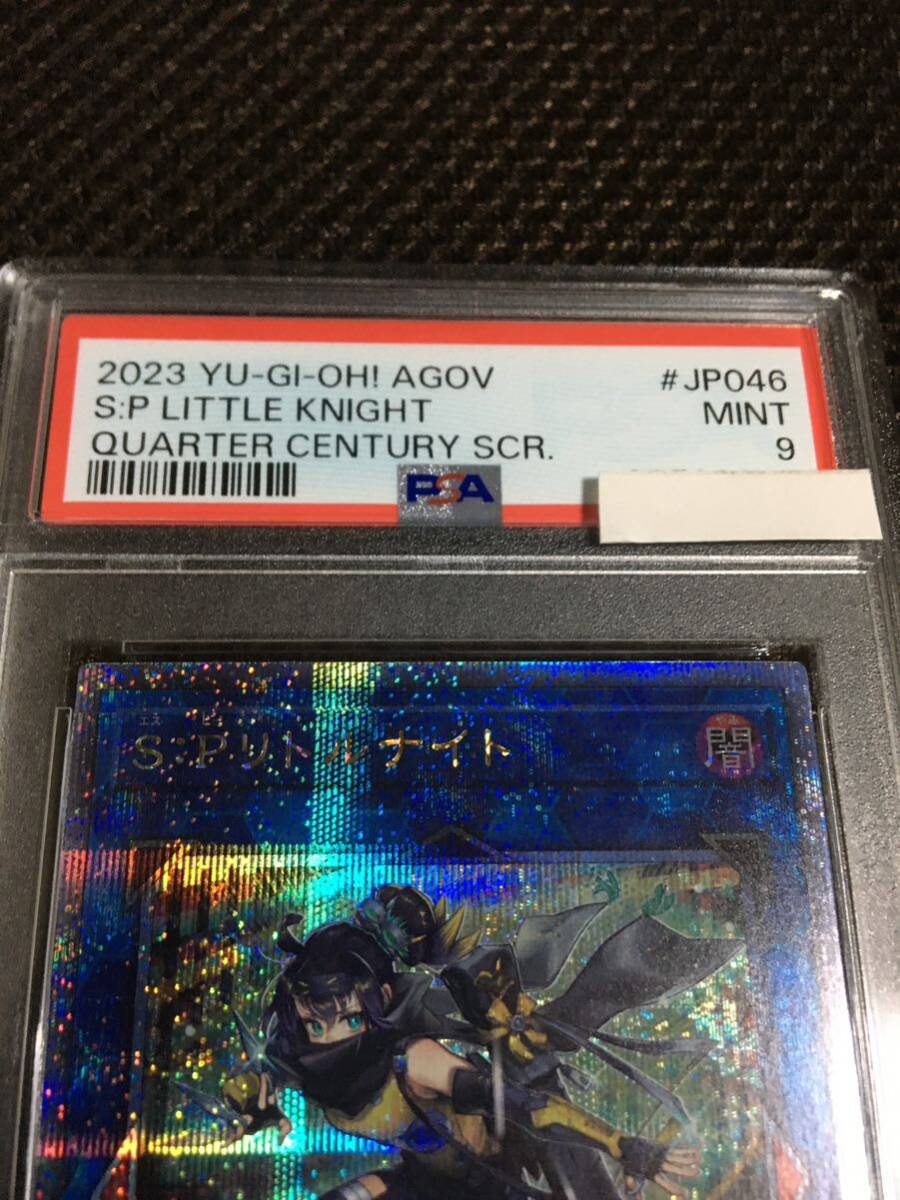 2023 YU-GI-OH! AGOV #JP046
S:P LITTLE KNIGHT MINT
QUARTER CENTURY SCR. 9
PSA
エス ピー
S:Pリトルナイト
闇